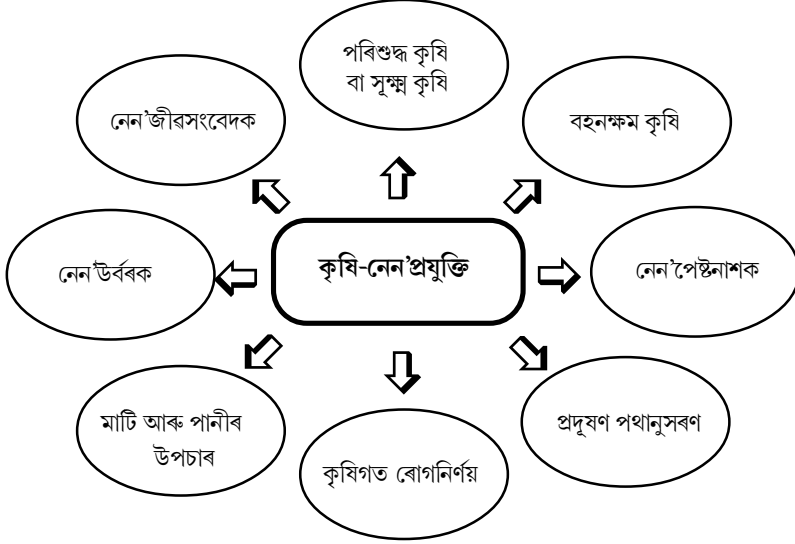 পৰিশুদ্ধ কৃষি
বা সূক্ষ্ম কৃষি
নেন'জীৱসংবেদক
বহনক্ষম কৃষি
নেন'উৰ্বৰক
কৃষি-নেন'প্ৰযুক্তি
নেন'পেষ্টনাশক
মাটি আৰু পানীৰ
উপচাৰ
প্ৰদূষণ পথানুসৰণ
কৃষিগত ৰোগনিৰ্ণয়